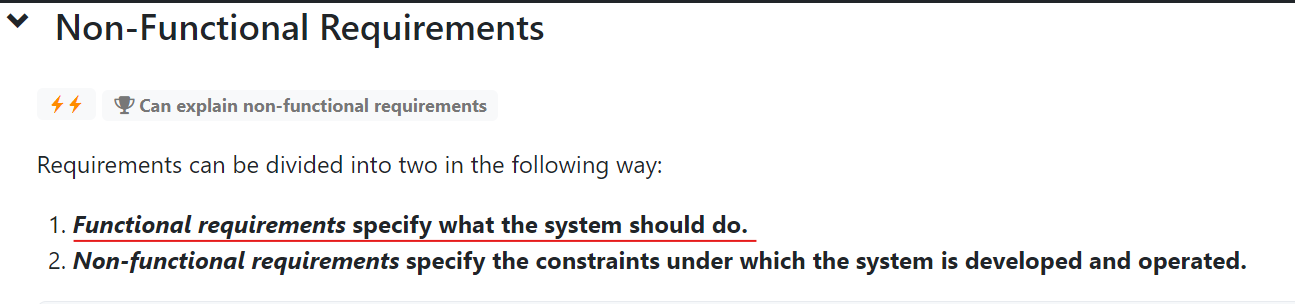 Non-Functional Requirements
Can explain non-functional requirements
Requirements can be divided into two in the following way:
1. Functional requirements specify what the system should do.
2. Non-functional requirements specify the constraints under which the system is developed and operated.